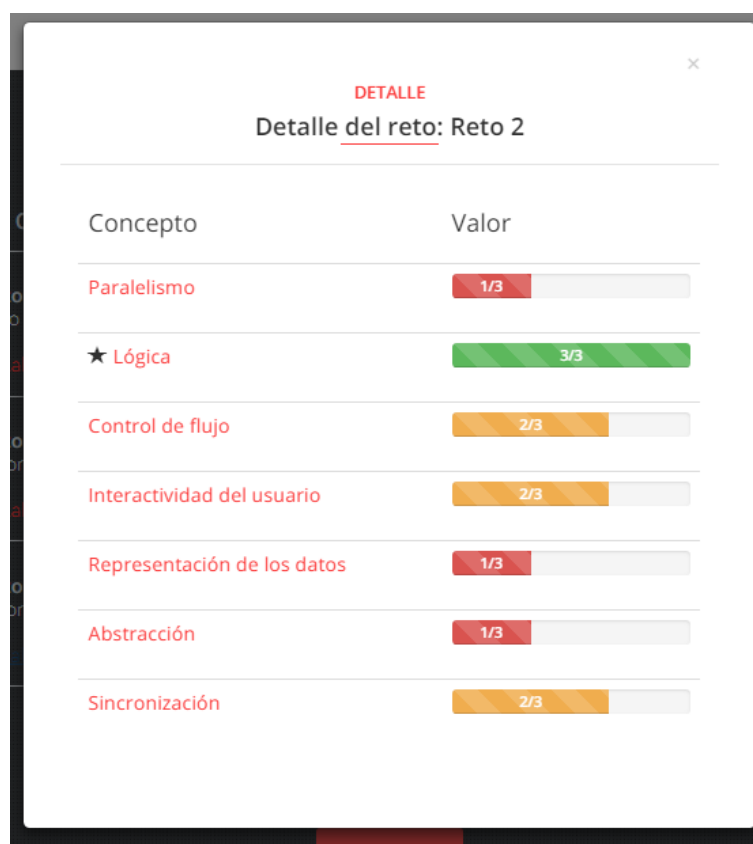 ×
DETALLE
Detalle del reto: Reto 2
Concepto Valor
Paralelismo 1/3
★ Lógica 3/3
Control de flujo 2/3
Interactividad del usuario 2/3
Representación de los datos 1/3
Abstracción 1/3
Sincronización 2/3